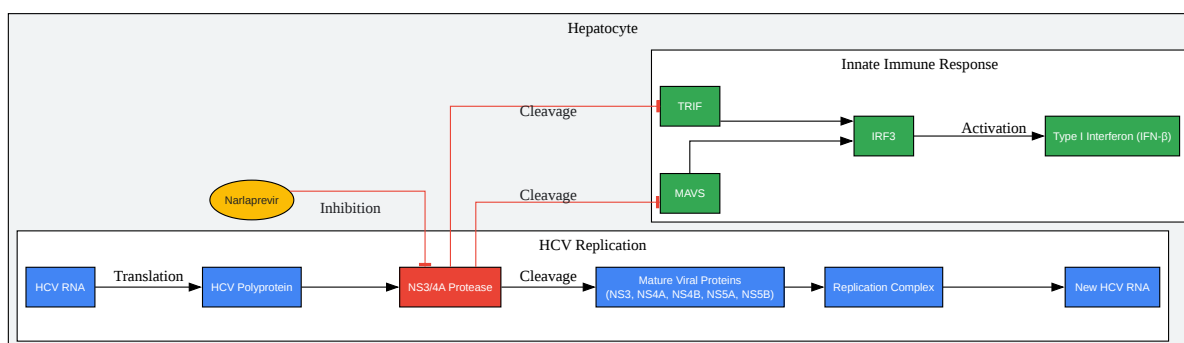 Hepatocyte
Innate Immune Response
TRIF
Cleavage
IRF3
Activation
Type I Interferon (IFN-β)
MAVS
Cleavage
Narlaprevir
Inhibition
HCV Replication
HCV RNA
Translation
HCV Polyprotein
NS3/4A Protease
Cleavage
Mature Viral Proteins
(NS3, NS4A, NS4B, NS5A, NS5B)
Replication Complex
New HCV RNA